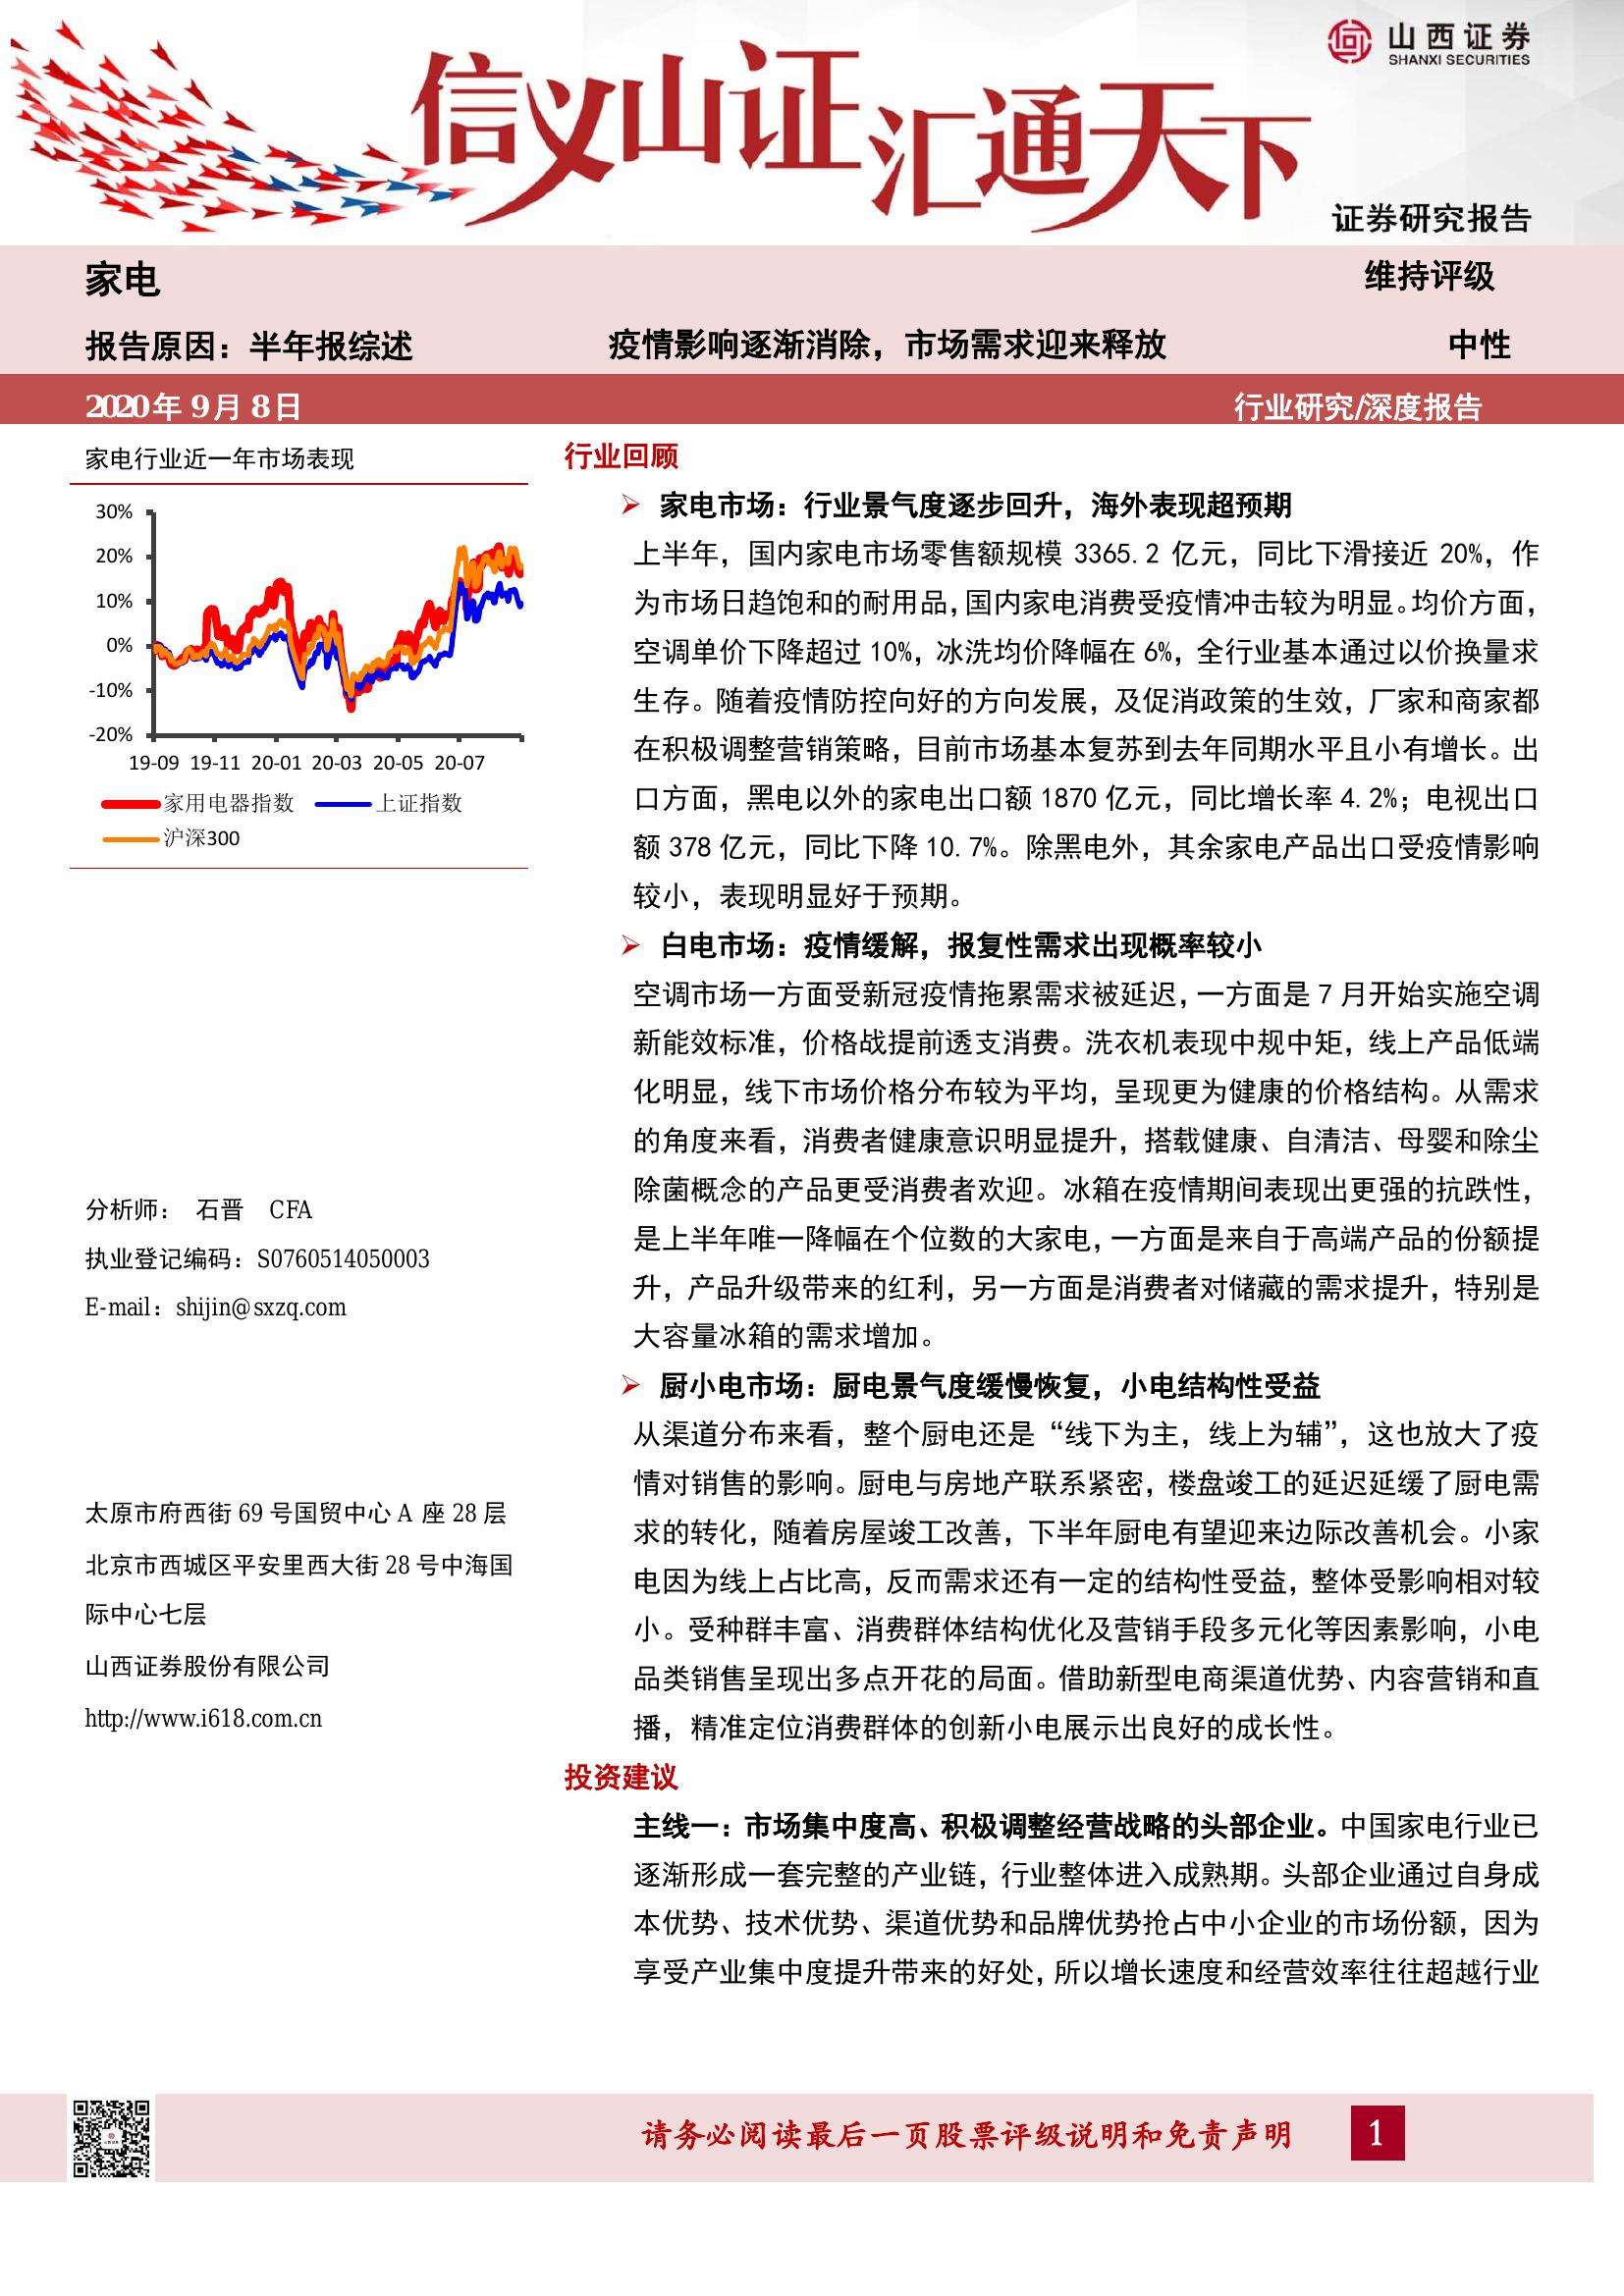 信义山证汇通天下
山西证券
SHANXI SECURITIES
证券研究报告
家电
维持评级
报告原因：半年报综述
疫情影响逐渐消除，市场需求迎来释放
中性
2020年9月8日
行业研究/深度报告
家电行业近一年市场表现
30%
20%
10%
0%
-10%
-20%
19-09 19-11 20-01 20-03 20-05 20-07
家用电器指数 上证指数
沪深300
分析师： 石晋 CFA
执业登记编码：S0760514050003
E-mail：shijin@sxzq.com
太原市府西街 69 号国贸中心 A 座 28 层
北京市西城区平安里西大街 28 号中海国
际中心七层
山西证券股份有限公司
http://www.i618.com.cn
行业回顾
家电市场：行业景气度逐步回升，海外表现超预期
上半年，国内家电市场零售额规模 3365.2 亿元，同比下滑接近 20%，作
为市场日趋饱和的耐用品，国内家电消费受疫情冲击较为明显。均价方面，
空调单价下降超过 10%，冰洗均价降幅在 6%，全行业基本通过以价换量求
生存。随着疫情防控向好的方向发展，及促消政策的生效，厂家和商家都
在积极调整营销策略，目前市场基本复苏到去年同期水平且小有增长。出
口方面，黑电以外的家电出口额 1870 亿元，同比增长率 4.2%；电视出口
额 378 亿元，同比下降 10.7%。除黑电外，其余家电产品出口受疫情影响
较小，表现明显好于预期。
白电市场：疫情缓解，报复性需求出现概率较小
空调市场一方面受新冠疫情拖累需求被延迟，一方面是 7 月开始实施空调
新能效标准，价格战提前透支消费。洗衣机表现中规中矩，线上产品低端
化明显，线下市场价格分布较为平均，呈现更为健康的价格结构。从需求
的角度来看，消费者健康意识明显提升，搭载健康、自清洁、母婴和除尘
除菌概念的产品更受消费者欢迎。冰箱在疫情期间表现出更强的抗跌性，
是上半年唯一降幅在个位数的大家电，一方面是来自于高端产品的份额提
升，产品升级带来的红利，另一方面是消费者对储藏的需求提升，特别是
大容量冰箱的需求增加。
厨小电市场：厨电景气度缓慢恢复，小电结构性受益
从渠道分布来看，整个厨电还是“线下为主，线上为辅”，这也放大了疫
情对销售的影响。厨电与房地产联系紧密，楼盘竣工的延迟延缓了厨电需
求的转化，随着房屋竣工改善，下半年厨电有望迎来边际改善机会。小家
电因为线上占比高，反而需求还有一定的结构性受益，整体受影响相对较
小。受种群丰富、消费群体结构优化及营销手段多元化等因素影响，小电
品类销售呈现出多点开花的局面。借助新型电商渠道优势、内容营销和直
播，精准定位消费群体的创新小电展示出良好的成长性。
投资建议
主线一：市场集中度高、积极调整经营战略的头部企业。中国家电行业已
逐渐形成一套完整的产业链，行业整体进入成熟期。头部企业通过自身成
本优势、技术优势、渠道优势和品牌优势抢占中小企业的市场份额，因为
享受产业集中度提升带来的好处，所以增长速度和经营效率往往超越行业
请务必阅读最后一页股票评级说明和免责声明
1